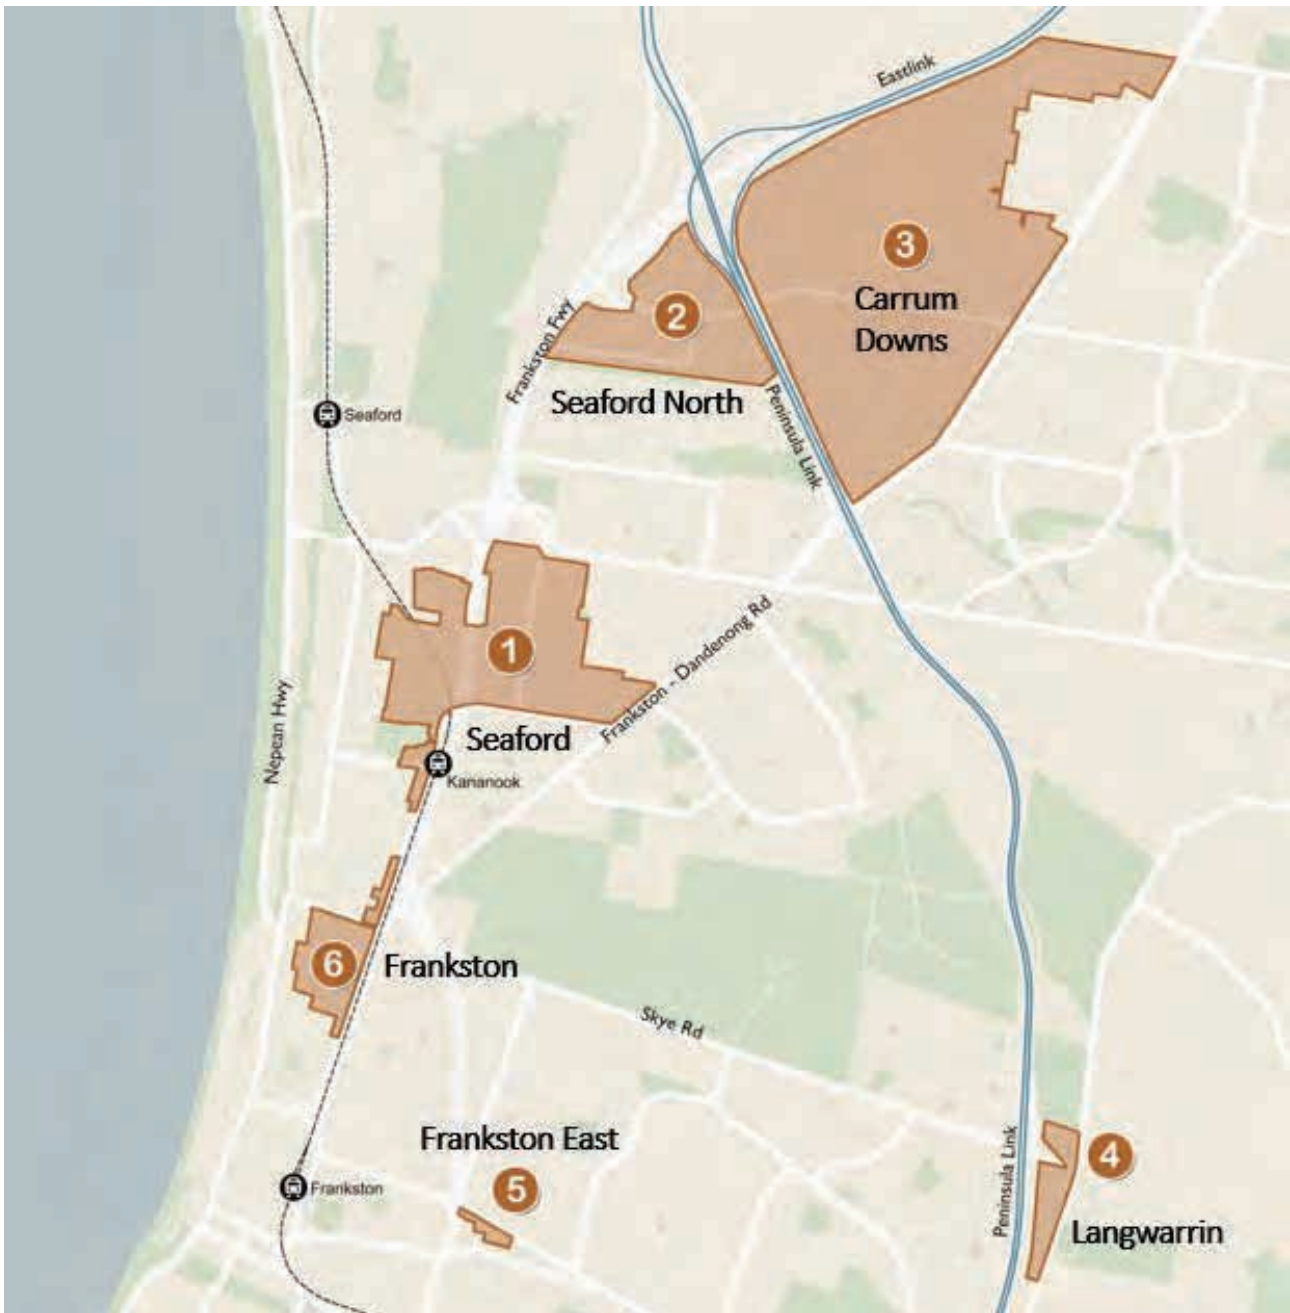 Eastlink
3
Carrum
Downs
2
Frankston Fwy
Seaford North
Seaford
Peninsula Link
1
Frankston - Dandenong Rd
Nepean Hwy
Seaford
Kananook
6
Frankston
Skye Rd
Frankston East
5
Frankston
4
Peninsula Link
Langwarrin